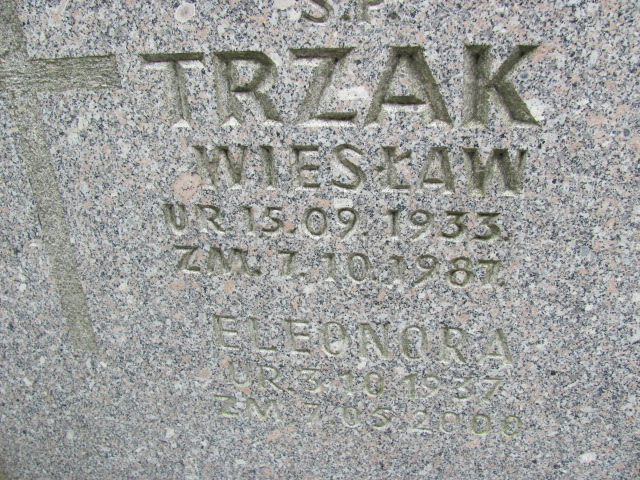 Ś.P.
TRZAK
WIESŁAW
UR 15.09.1933.
ZM. 7.10.1987.
ELEONORA
UR.3.10.1937
ZM.7.05.2000